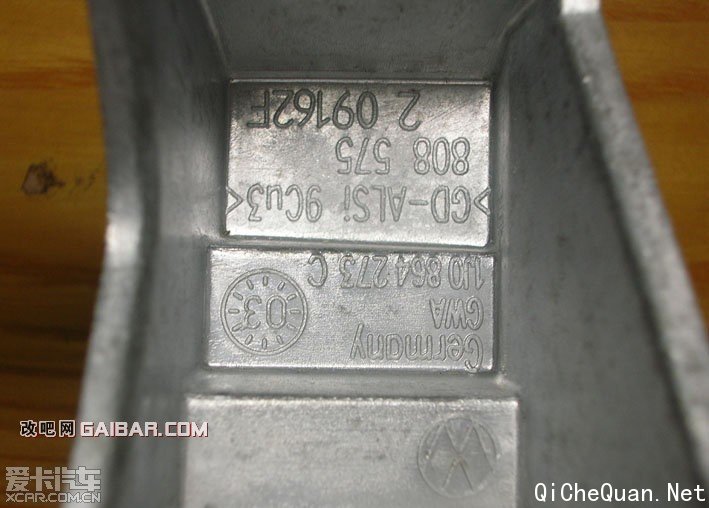 Germany
GWA
1J0 864 273 C
03
>GD-ALSi 9Cu3<
808 575
2 09162F
改吧网 GAIBAR.COM
爱卡汽车
XCAR.COM.CN
QiCheQuan.Net